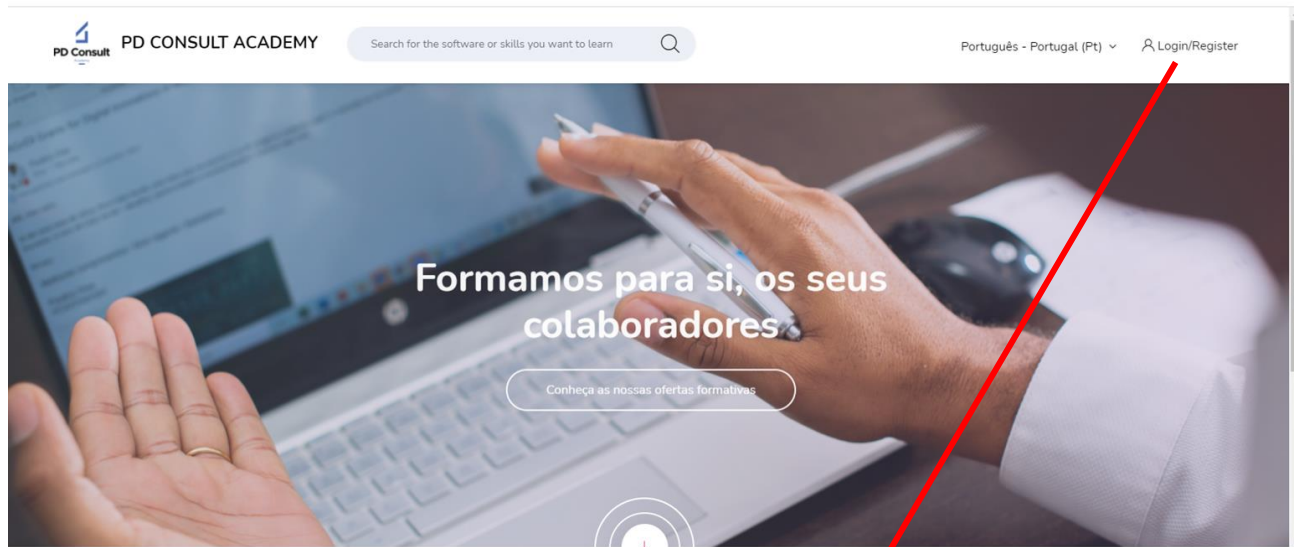 PD Consult
PD CONSULT ACADEMY
Search for the software or skills you want to learn
Português - Portugal (Pt)
Login/Register
Formamos para si, os seus
colaboradores
Conheça as nossas ofertas formativas